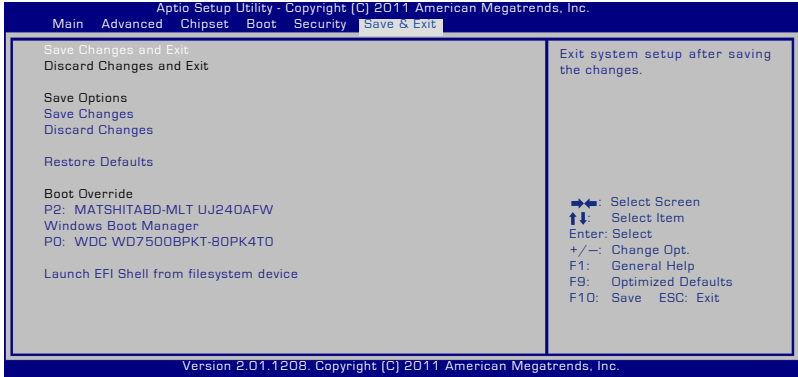 Aptio Setup Utility - Copyright (C) 2011 American Megatrends, Inc.
Main Advanced Chipset Boot Security Save & Exit
Save Changes and Exit
Discard Changes and Exit
Save Options
Save Changes
Discard Changes
Restore Defaults
Boot Override
P2: MATSHITABD-MLT UJ240AFW
Windows Boot Manager
P0: WDC WD7500BPKT-80PK4T0
Launch EFI Shell from filesystem device
Exit system setup after saving
the changes.
→←: Select Screen
↑↓: Select Item
Enter: Select
+/—: Change Opt.
F1: General Help
F9: Optimized Defaults
F10: Save ESC: Exit
Version 2.01.1208. Copyright (C) 2011 American Megatrends, Inc.